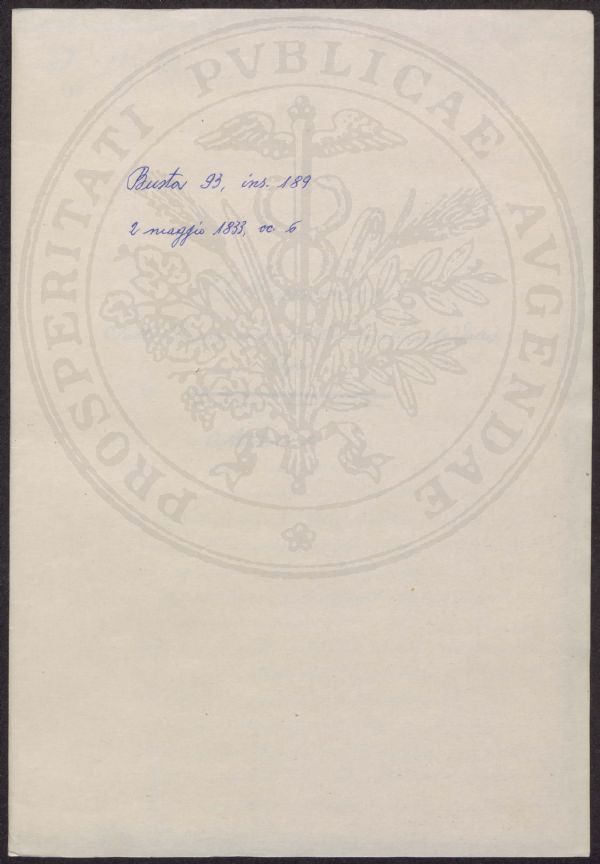 PROSPERITATI PVBLICAE AVGENDAE
Busta 93, ins. 189
2 maggio 1833, cc 6